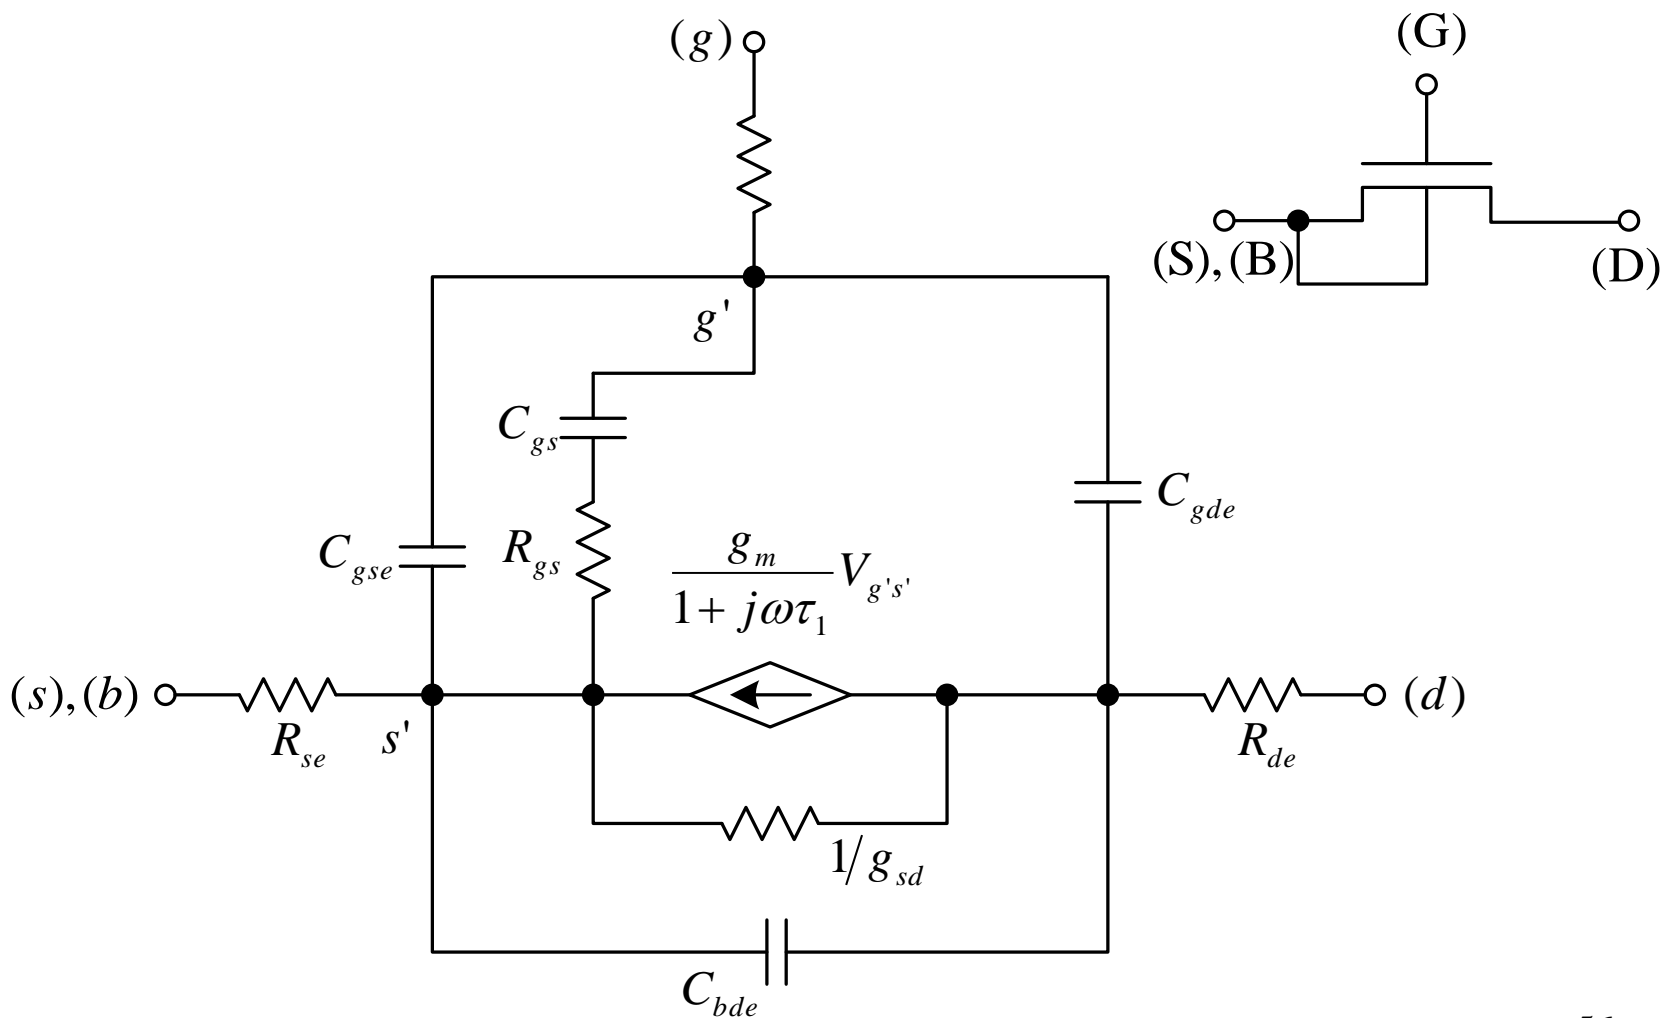 (g)
(G)
(S),(B)
(D)
g'
C_gs
C_gde
C_gse
R_gs
g_m
1+ jωτ_1
V_g's'
(s),(b)
(d)
R_se
s'
R_de
1/g_sd
C_bde